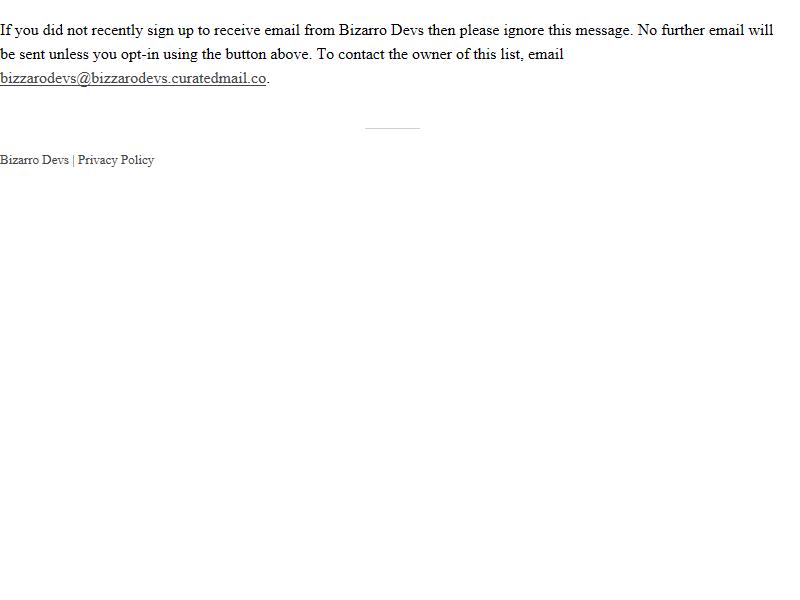 If you did not recently sign up to receive email from Bizarro Devs then please ignore this message. No further email will
be sent unless you opt-in using the button above. To contact the owner of this list, email
bizzarodevs@bizzarodevs.curatedmail.co.
Bizarro Devs | Privacy Policy